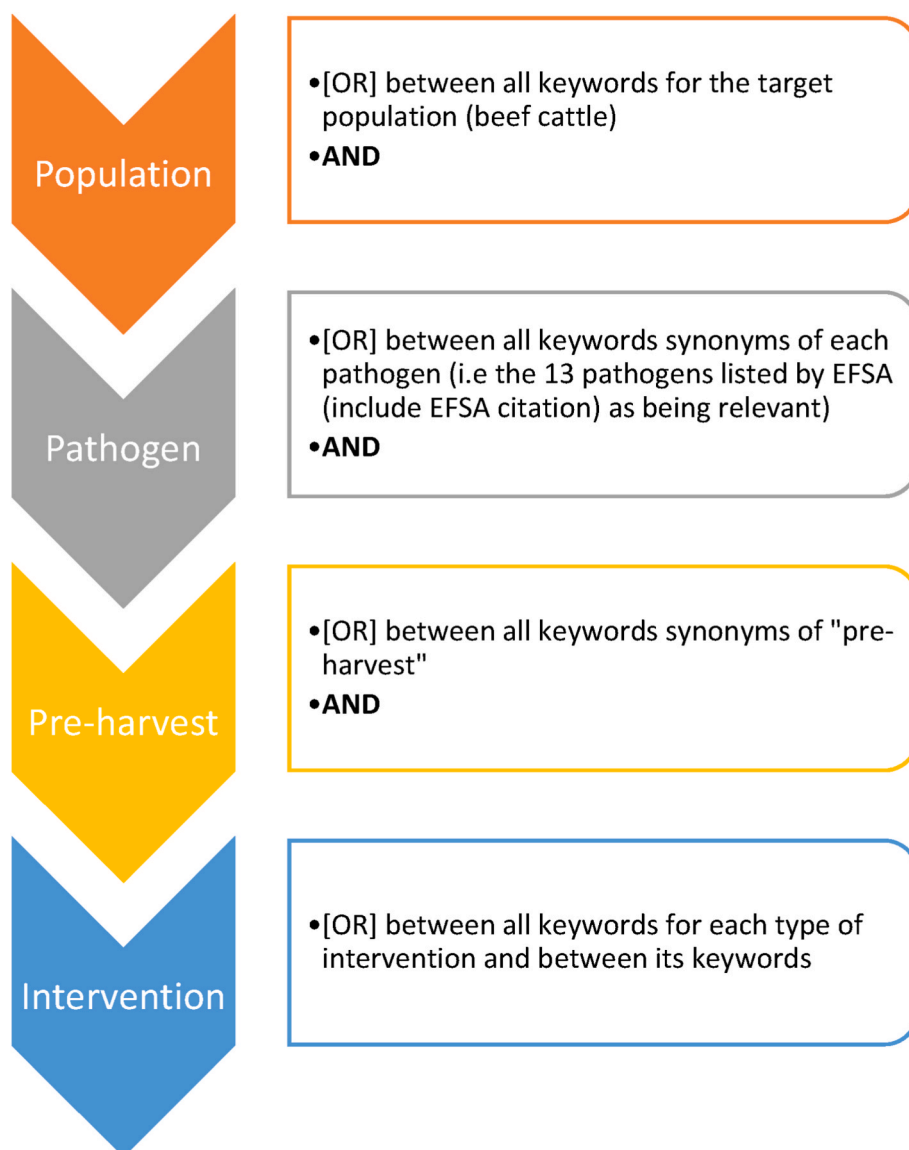 Population
•[OR] between all keywords for the target
population (beef cattle)
•AND
Pathogen
•[OR] between all keywords synonyms of each
pathogen (i.e the 13 pathogens listed by EFSA
(include EFSA citation) as being relevant)
•AND
Pre-harvest
•[OR] between all keywords synonyms of "pre-
harvest"
•AND
Intervention
•[OR] between all keywords for each type of
intervention and between its keywords